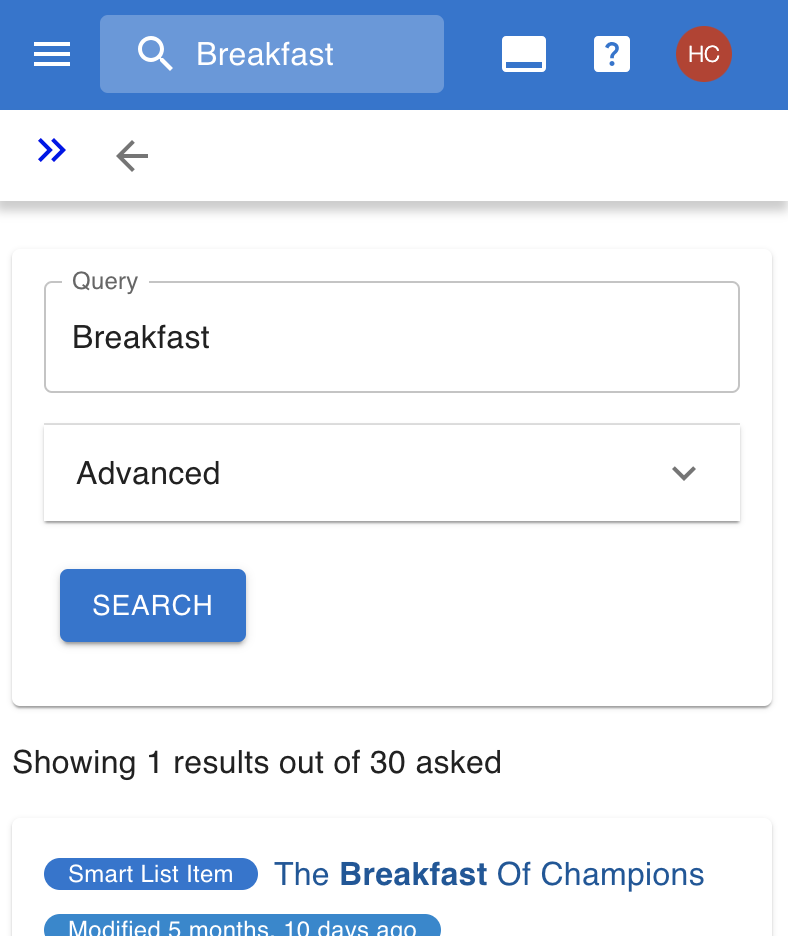 Breakfast
?
HC
Query
Breakfast
Advanced
SEARCH
Showing 1 results out of 30 asked
Smart List Item The Breakfast Of Champions
Modified 5 months, 10 days ago